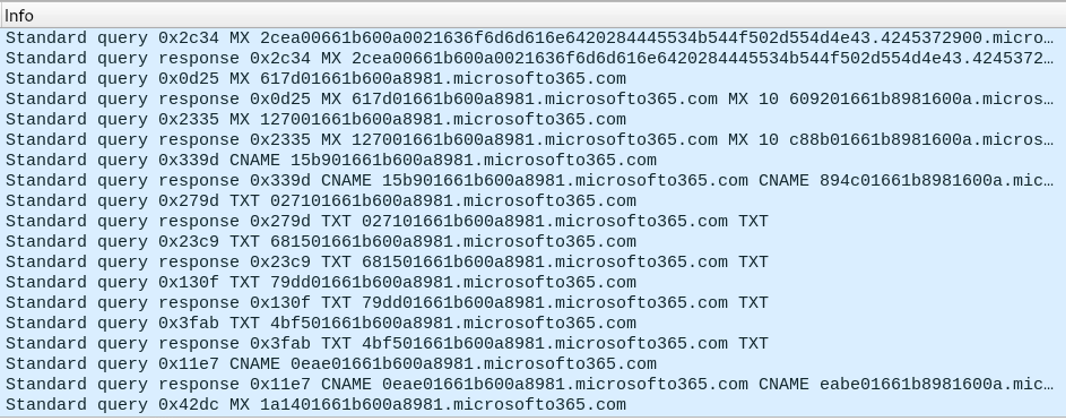 Info
Standard query 0x2c34 MX 2cea00661b600a0021636f6d6d616e6420284445534b544f502d554d4e43.4245372900.micro…
Standard query response 0x2c34 MX 2cea00661b600a0021636f6d6d616e6420284445534b544f502d554d4e43.4245372…
Standard query 0x0d25 MX 617d01661b600a8981.microsofto365.com
Standard query response 0x0d25 MX 617d01661b600a8981.microsofto365.com MX 10 609201661b8981600a.micros…
Standard query 0x2335 MX 127001661b600a8981.microsofto365.com
Standard query response 0x2335 MX 127001661b600a8981.microsofto365.com MX 10 c88b01661b8981600a.micros…
Standard query 0x339d CNAME 15b901661b600a8981.microsofto365.com
Standard query response 0x339d CNAME 15b901661b600a8981.microsofto365.com CNAME 894c01661b8981600a.mic…
Standard query 0x279d TXT 027101661b600a8981.microsofto365.com
Standard query response 0x279d TXT 027101661b600a8981.microsofto365.com TXT
Standard query 0x23c9 TXT 681501661b600a8981.microsofto365.com
Standard query response 0x23c9 TXT 681501661b600a8981.microsofto365.com TXT
Standard query 0x130f TXT 79dd01661b600a8981.microsofto365.com
Standard query response 0x130f TXT 79dd01661b600a8981.microsofto365.com TXT
Standard query 0x3fab TXT 4bf501661b600a8981.microsofto365.com
Standard query response 0x3fab TXT 4bf501661b600a8981.microsofto365.com TXT
Standard query 0x11e7 CNAME 0eae01661b600a8981.microsofto365.com
Standard query response 0x11e7 CNAME 0eae01661b600a8981.microsofto365.com CNAME eabe01661b8981600a.mic…
Standard query 0x42dc MX 1a1401661b600a8981.microsofto365.com